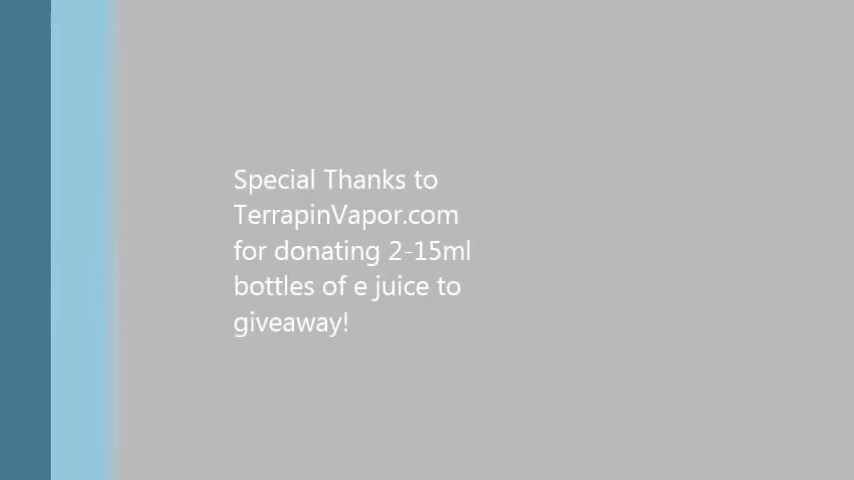 Special Thanks to
TerrapinVapor.com
for donating 2-15ml
bottles of e juice to
giveaway!